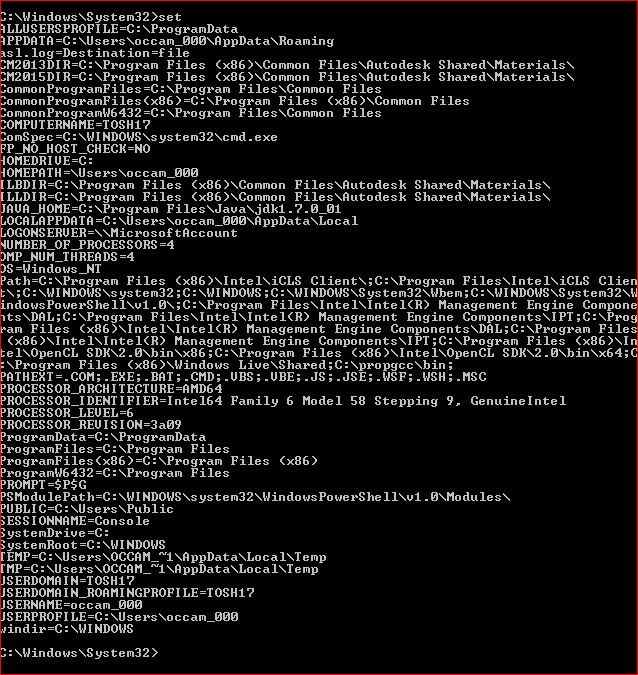 C:\Windows\System32>set
ALLUSERSPROFILE=C:\ProgramData
APPDATA=C:\Users\occam_000\AppData\Roaming
asl.log=Destination=file
CM2013DIR=C:\Program Files (x86)\Common Files\Autodesk Shared\Materials\
CM2015DIR=C:\Program Files (x86)\Common Files\Autodesk Shared\Materials\
CommonProgramFiles=C:\Program Files\Common Files
CommonProgramFiles(x86)=C:\Program Files (x86)\Common Files
CommonProgramW6432=C:\Program Files\Common Files
COMPUTERNAME=TOSH17
ComSpec=C:\WINDOWS\system32\cmd.exe
FP_NO_HOST_CHECK=NO
HOMEDRIVE=C:
HOMEPATH=\Users\occam_000
ILBDIR=C:\Program Files (x86)\Common Files\Autodesk Shared\Materials\
ILLDIR=C:\Program Files (x86)\Common Files\Autodesk Shared\Materials\
JAVA_HOME=C:\Program Files\Java\jdk1.7.0_01
LOCALAPPDATA=C:\Users\occam_000\AppData\Local
LOGONSERVER=\\MicrosoftAccount
NUMBER_OF_PROCESSORS=4
OMP_NUM_THREADS=4
OS=Windows_NT
Path=C:\Program Files (x86)\Intel\iCLS Client\;C:\Program Files\Intel\iCLS Clien
t\;C:\WINDOWS\system32;C:\WINDOWS;C:\WINDOWS\System32\Wbem;C:\WINDOWS\System32\W
indowsPowerShell\v1.0\;C:\Program Files\Intel\Intel(R) Management Engine Compone
nts\DAL;C:\Program Files\Intel\Intel(R) Management Engine Components\IPT;C:\Prog
ram Files (x86)\Intel\Intel(R) Management Engine Components\DAL;C:\Program Files
(x86)\Intel\Intel(R) Management Engine Components\IPT;C:\Program Files (x86)\In
tel\OpenCL SDK\2.0\bin\x86;C:\Program Files (x86)\Intel\OpenCL SDK\2.0\bin\x64;C
:\Program Files (x86)\Windows Live\Shared;C:\propgcc\bin;
PATHEXT=.COM;.EXE;.BAT;.CMD;.VBS;.VBE;.JS;.JSE;.WSF;.WSH;.MSC
PROCESSOR_ARCHITECTURE=AMD64
PROCESSOR_IDENTIFIER=Intel64 Family 6 Model 58 Stepping 9, GenuineIntel
PROCESSOR_LEVEL=6
PROCESSOR_REVISION=3a09
ProgramData=C:\ProgramData
ProgramFiles=C:\Program Files
ProgramFiles(x86)=C:\Program Files (x86)
ProgramW6432=C:\Program Files
PROMPT=$P$G
PSModulePath=C:\WINDOWS\system32\WindowsPowerShell\v1.0\Modules\
PUBLIC=C:\Users\Public
SESSIONNAME=Console
SystemDrive=C:
SystemRoot=C:\WINDOWS
TEMP=C:\Users\OCCAM_~1\AppData\Local\Temp
TMP=C:\Users\OCCAM_~1\AppData\Local\Temp
USERDOMAIN=TOSH17
USERDOMAIN_ROAMINGPROFILE=TOSH17
USERNAME=occam_000
USERPROFILE=C:\Users\occam_000
windir=C:\WINDOWS
C:\Windows\System32>